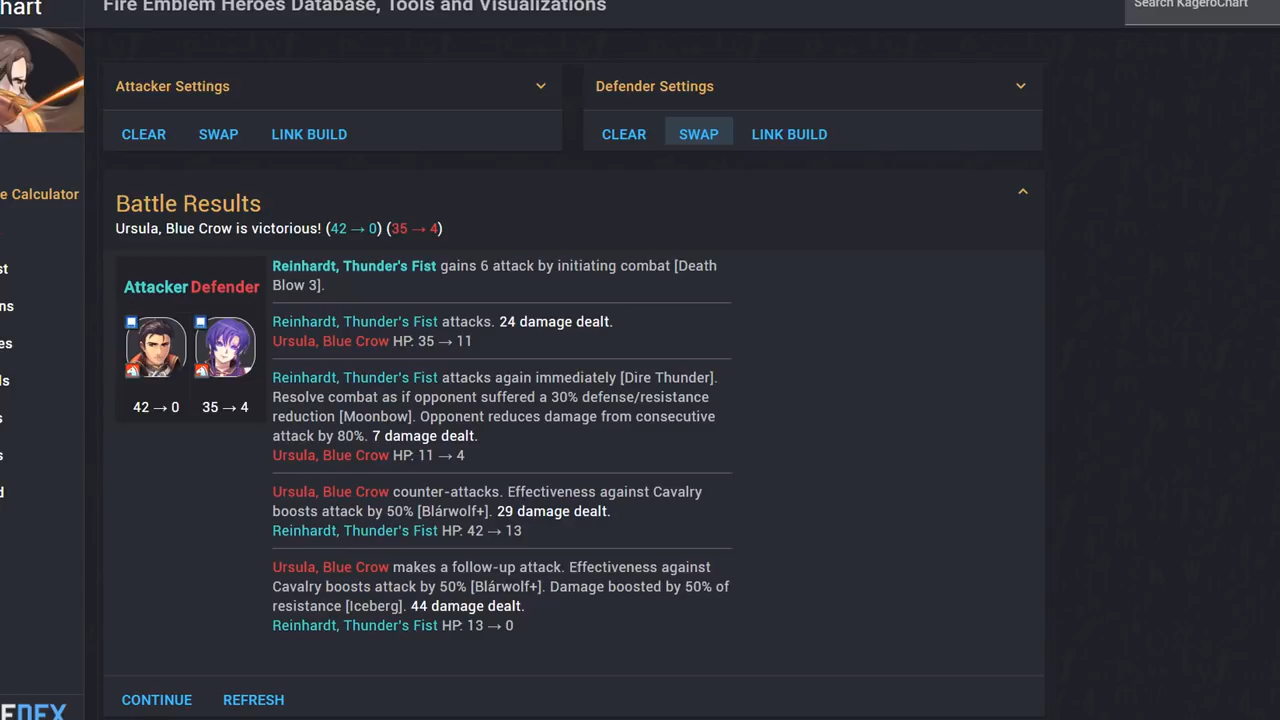 hart
Fire Emblem Heroes Database, Tools and Visualizations
Search KageroChart
Attacker Settings
Defender Settings
CLEAR SWAP LINK BUILD
CLEAR SWAP LINK BUILD
e Calculator
st
ns
es
ls
s
s
d
Battle Results
Ursula, Blue Crow is victorious! (42 → 0) (35 → 4)
Attacker Defender
42 → 0 35 → 4
Reinhardt, Thunder's Fist gains 6 attack by initiating combat [Death
Blow 3].
Reinhardt, Thunder's Fist attacks. 24 damage dealt.
Ursula, Blue Crow HP: 35 → 11
Reinhardt, Thunder's Fist attacks again immediately [Dire Thunder].
Resolve combat as if opponent suffered a 30% defense/resistance
reduction [Moonbow]. Opponent reduces damage from consecutive
attack by 80%. 7 damage dealt.
Ursula, Blue Crow HP: 11 → 4
Ursula, Blue Crow counter-attacks. Effectiveness against Cavalry
boosts attack by 50% [Blárwolf+]. 29 damage dealt.
Reinhardt, Thunder's Fist HP: 42 → 13
Ursula, Blue Crow makes a follow-up attack. Effectiveness against
Cavalry boosts attack by 50% [Blárwolf+]. Damage boosted by 50% of
resistance [Iceberg]. 44 damage dealt.
Reinhardt, Thunder's Fist HP: 13 → 0
CONTINUE REFRESH
EDEX